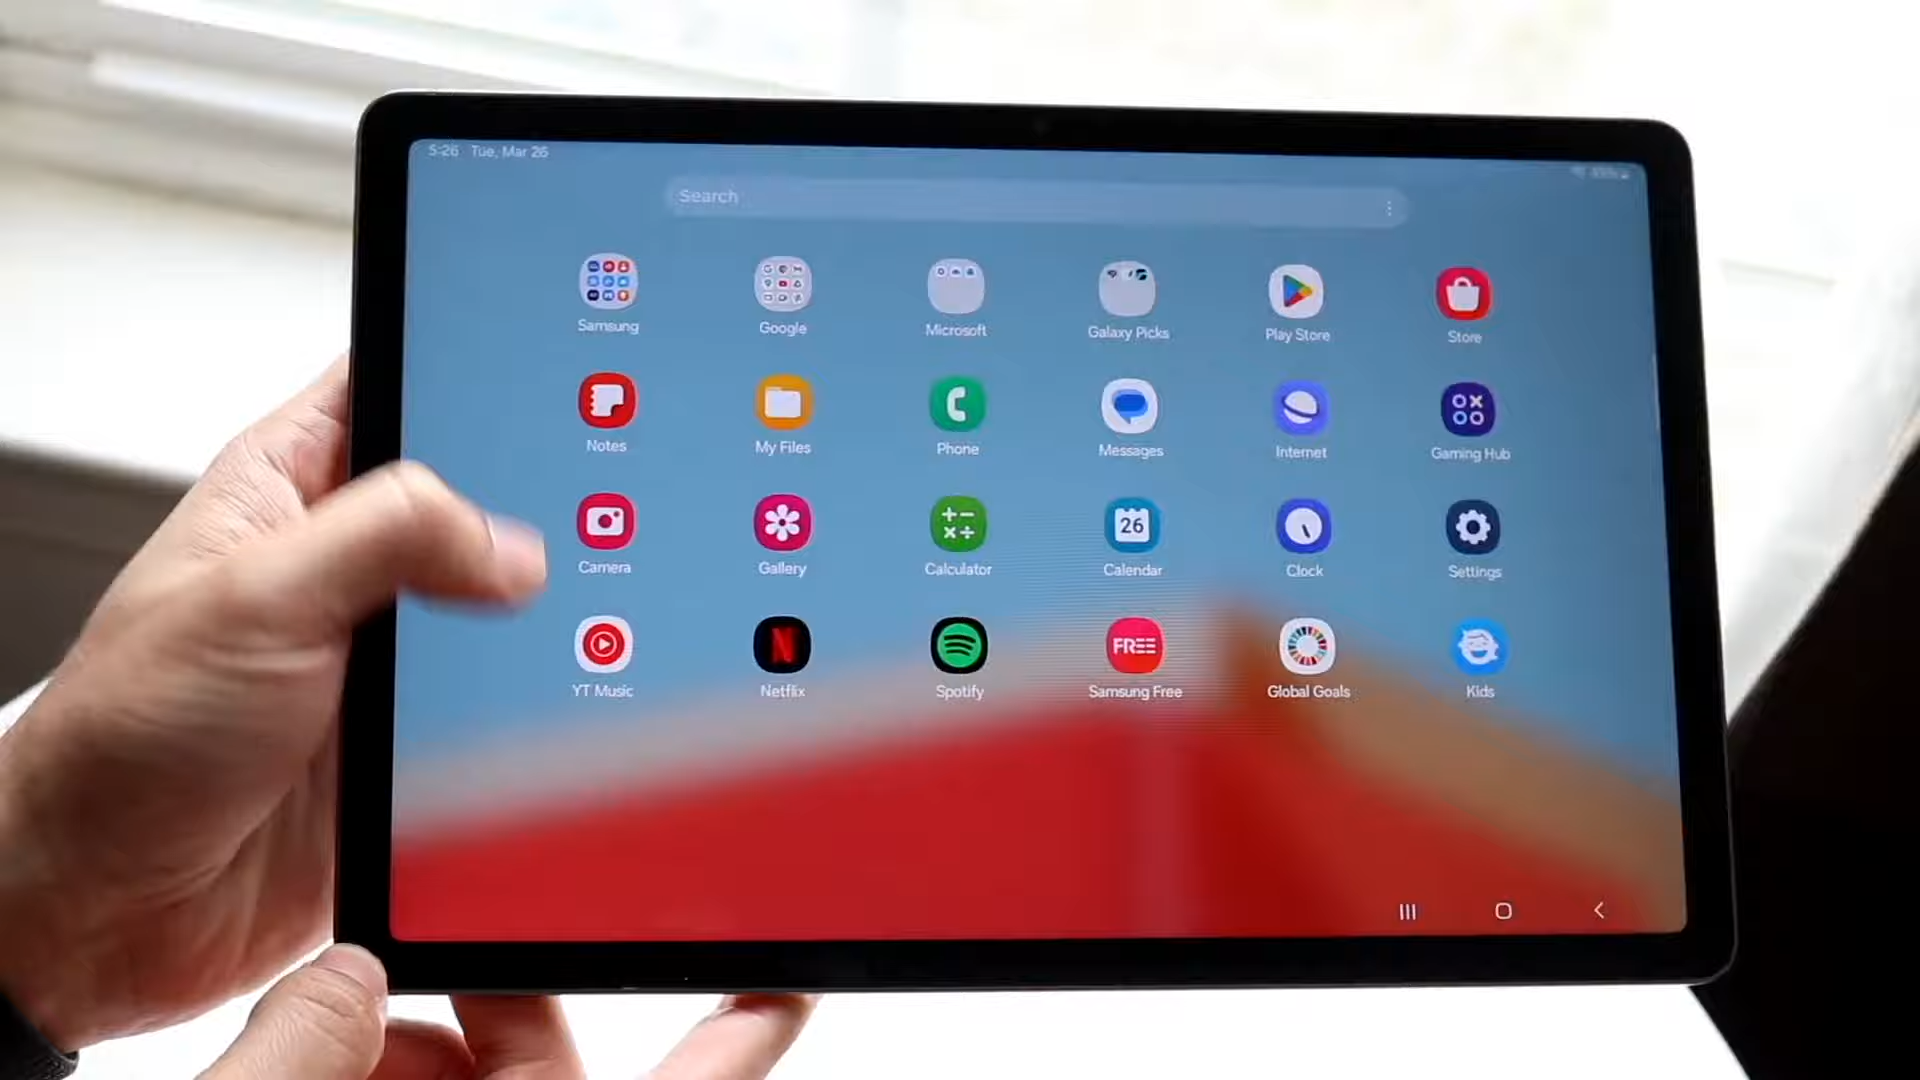 5:26 Tue, Mar 26
Search
Samsung Google Microsoft Galaxy Picks Play Store Store
Notes My Files Phone Messages Internet Gaming Hub
26
Camera Gallery Calculator Calendar Clock Settings
N FREE
YT Music Netflix Spotify Samsung Free Global Goals Kids